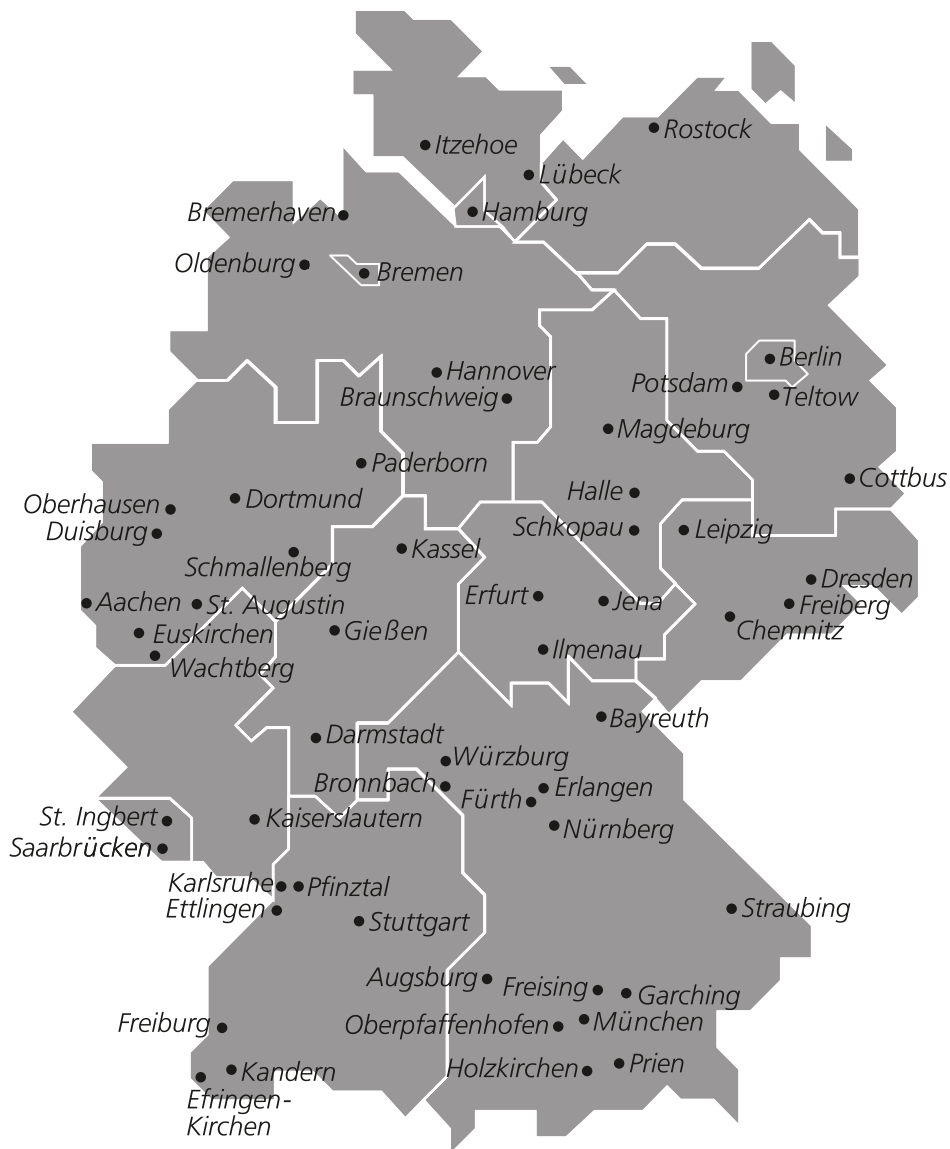 Rostock
Itzehoe
Lübeck
Bremerhaven
Hamburg
Oldenburg
Bremen
Berlin
Hannover
Potsdam
Braunschweig
Teltow
Magdeburg
Paderborn
Cottbus
Halle
Dortmund
Oberhausen
Schkopau
Leipzig
Duisburg
Kassel
Schmallenberg
Dresden
Erfurt
Jena
Aachen
St. Augustin
Freiberg
Gießen
Chemnitz
Euskirchen
Ilmenau
Wachtberg
Bayreuth
Darmstadt
Würzburg
Bronnbach
Erlangen
Fürth
St. Ingbert
Kaiserslautern
Nürnberg
Saarbrücken
Karlsruhe
Pfinztal
Ettlingen
Straubing
Stuttgart
Augsburg
Freising
Garching
Freiburg
Oberpfaffenhofen
München
Prien
Holzkirchen
Kandern
Efringen-
Kirchen